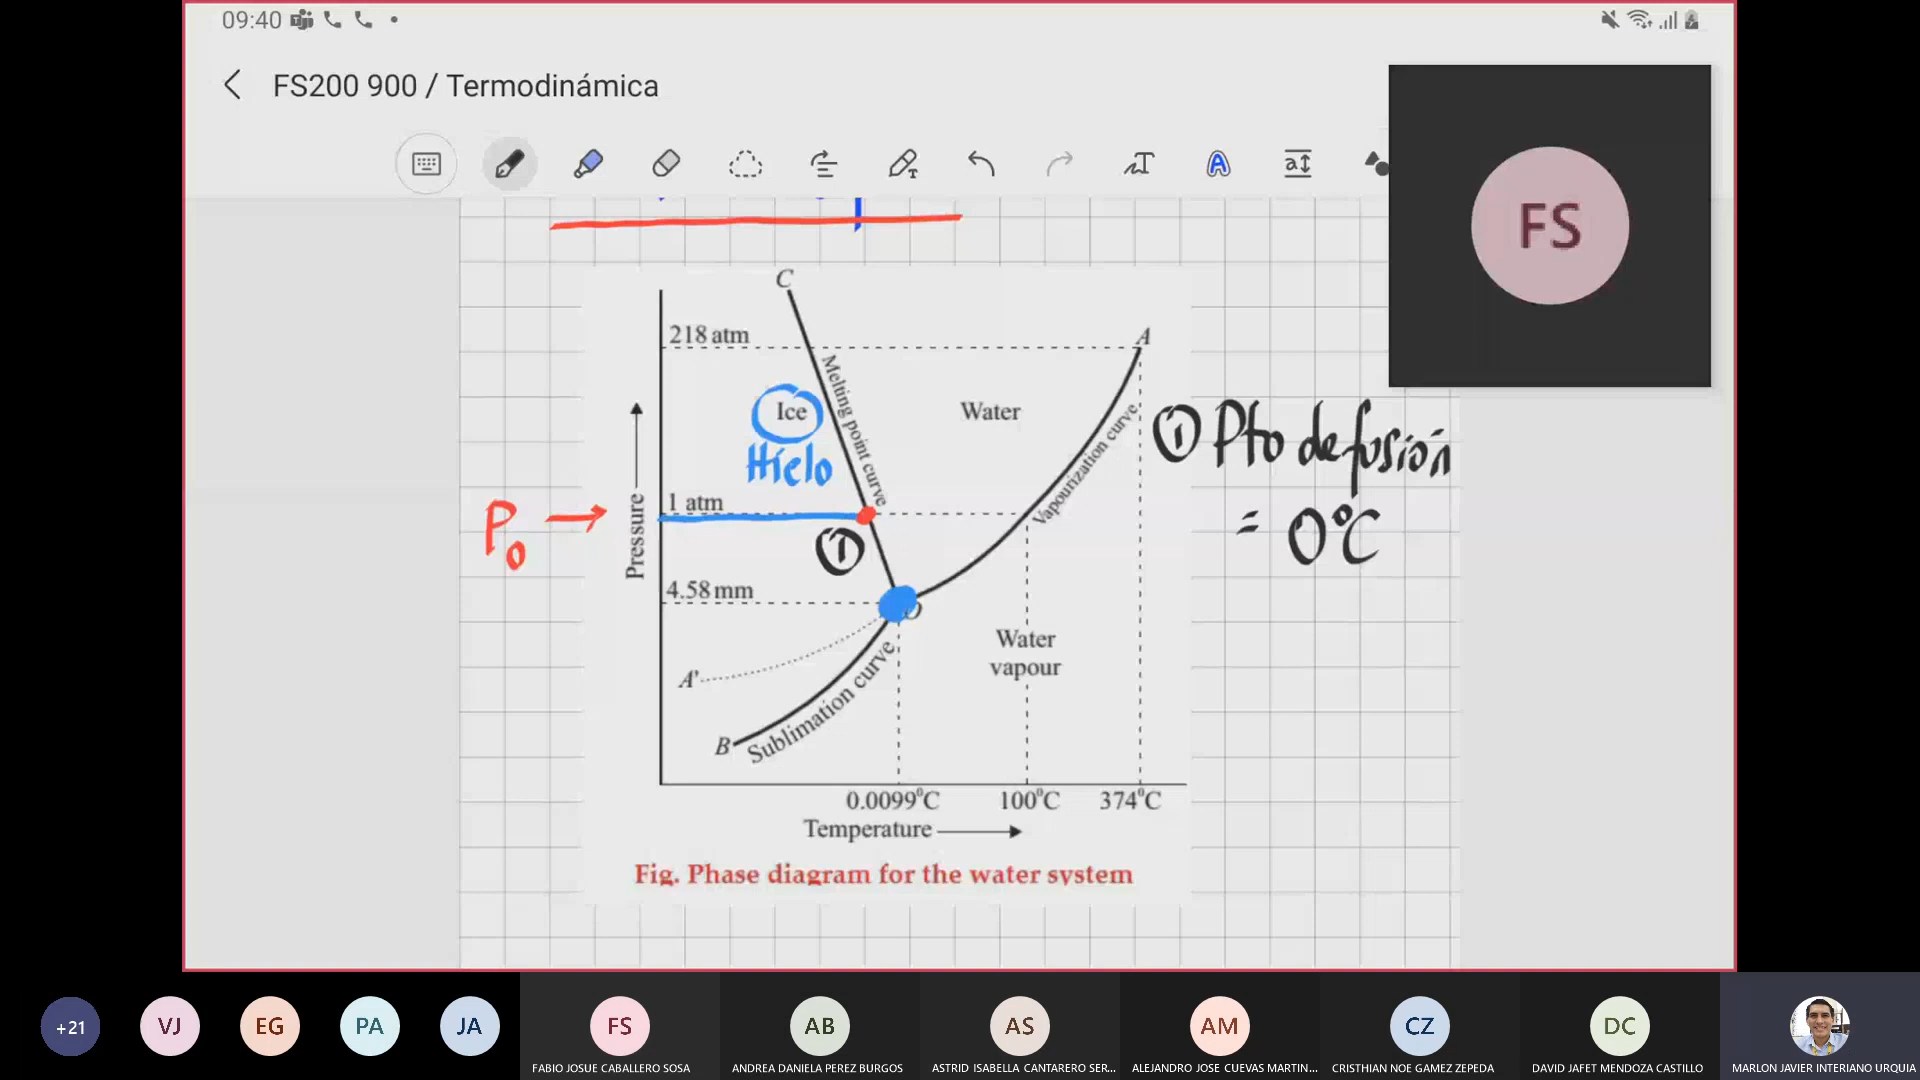 09:40
FS200 900 / Termodinámica
FS
C
218 atm
A
Ice
Hielo
Melting point curve
Water
Vapourization curve
① Pto de fusión
= 0°C
P₀ →
Pressure
1 atm
①
4.58 mm
O
Water
vapour
A'
B
Sublimation curve
0.0099°C 100°C 374°C
Temperature
Fig. Phase diagram for the water system
+21
VJ
EG
PA
JA
FS
FABIO JOSUE CABALLERO SOSA
AB
ANDREA DANIELA PEREZ BURGOS
AS
ASTRID ISABELLA CANTARERO SER...
AM
ALEJANDRO JOSE CUEVAS MARTIN...
CZ
CRISTHIAN NOE GAMEZ ZEPEDA
DC
DAVID JAFET MENDOZA CASTILLO
MARLON JAVIER INTERIANO URQUIA